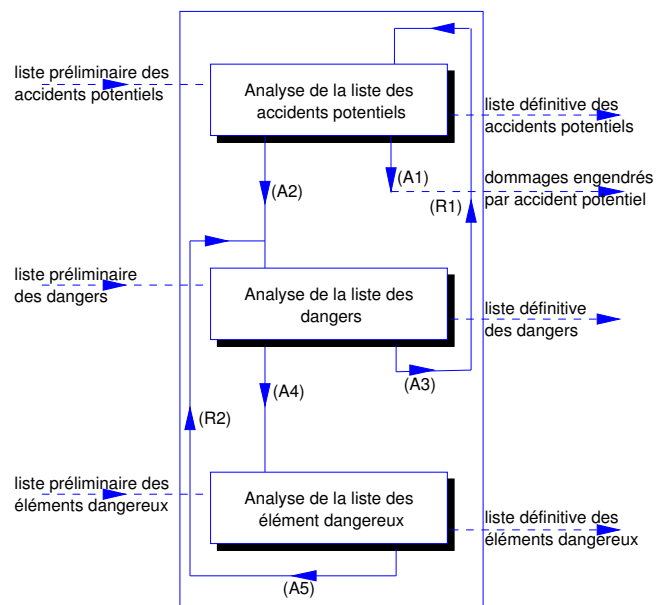 liste préliminaire des
accidents potentiels
Analyse de la liste des
accidents potentiels
liste définitive des
accidents potentiels
(A1)
dommages engendrés
par accident potentiel
(A2)
(R1)
liste préliminaire
des dangers
Analyse de la liste des
dangers
liste définitive
des dangers
(A3)
(A4)
(R2)
liste préliminaire des
éléments dangereux
Analyse de la liste des
élément dangereux
liste définitive des
éléments dangereux
(A5)